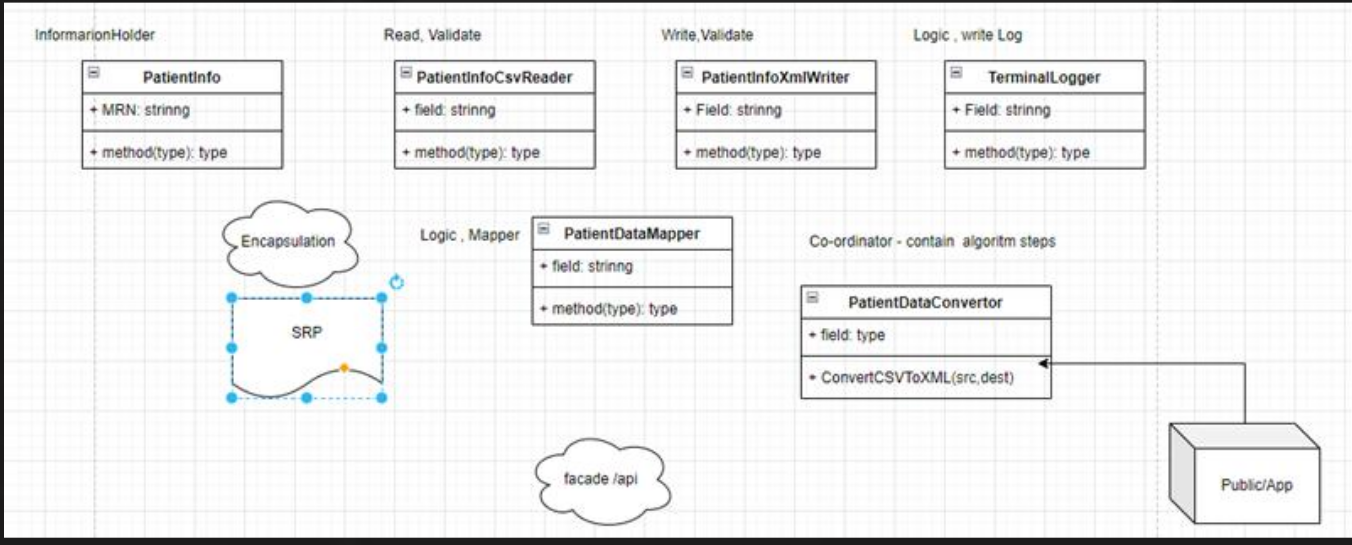 InformarionHolder
Read, Validate
Write,Validate
Logic , write Log
PatientInfo
+ MRN: strinng
+ method(type): type
PatientInfoCsvReader
+ field: strinng
+ method(type): type
PatientInfoXmlWriter
+ Field: strinng
+ method(type): type
TerminalLogger
+ Field: strinng
+ method(type): type
Encapsulation
Logic , Mapper
PatientDataMapper
+ field: strinng
+ method(type): type
Co-ordinator - contain algoritm steps
PatientDataConvertor
+ field: type
+ ConvertCSVToXML(src,dest)
SRP
facade /api
Public/App